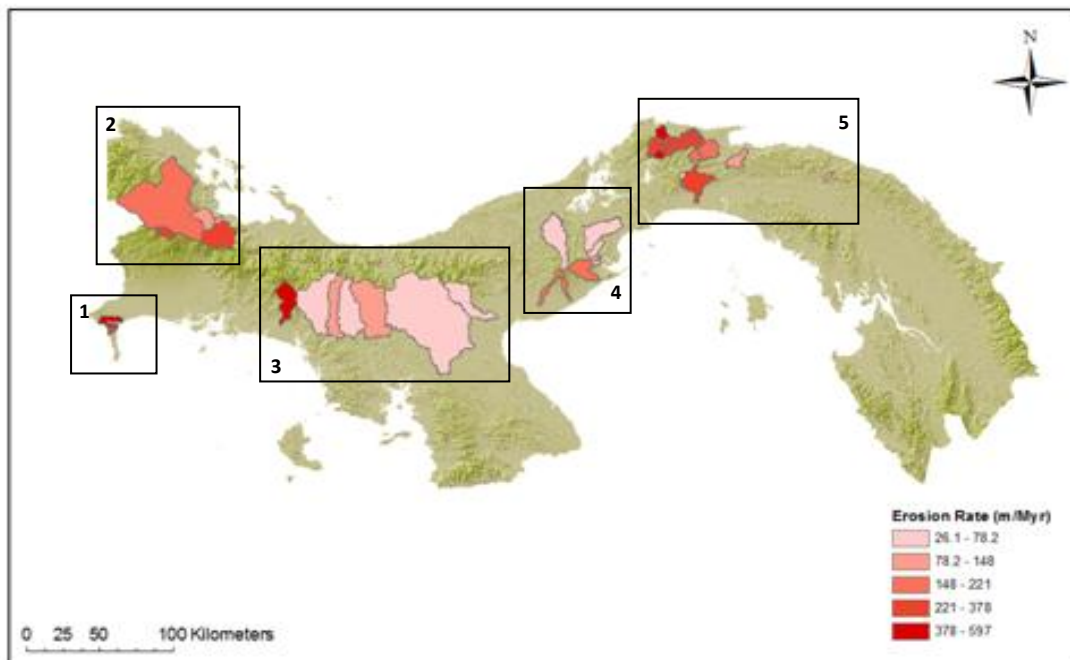 N
2
5
1
4
3
Erosion Rate (m/Myr)
26.1 - 78.2
78.2 - 148
148 - 221
221 - 378
378 - 597
0 25 50 100 Kilometers